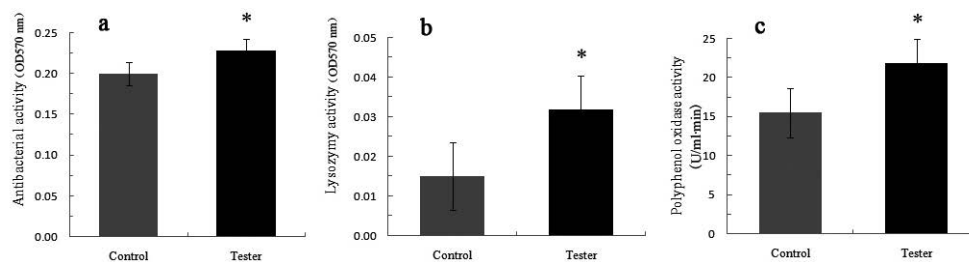 a
*
Antibacterial activity (OD570 nm)
0.25
0.20
0.25
0.10
0.05
0.00
Control
Tester
b
*
Lysozymy activity (OD570 nm)
0.05
0.04
0.03
0.02
0.01
0.00
Control
Tester
c
*
Polyphenol oxidase activity
(U/ml·min)
25
20
15
10
5
0
Control
Tester